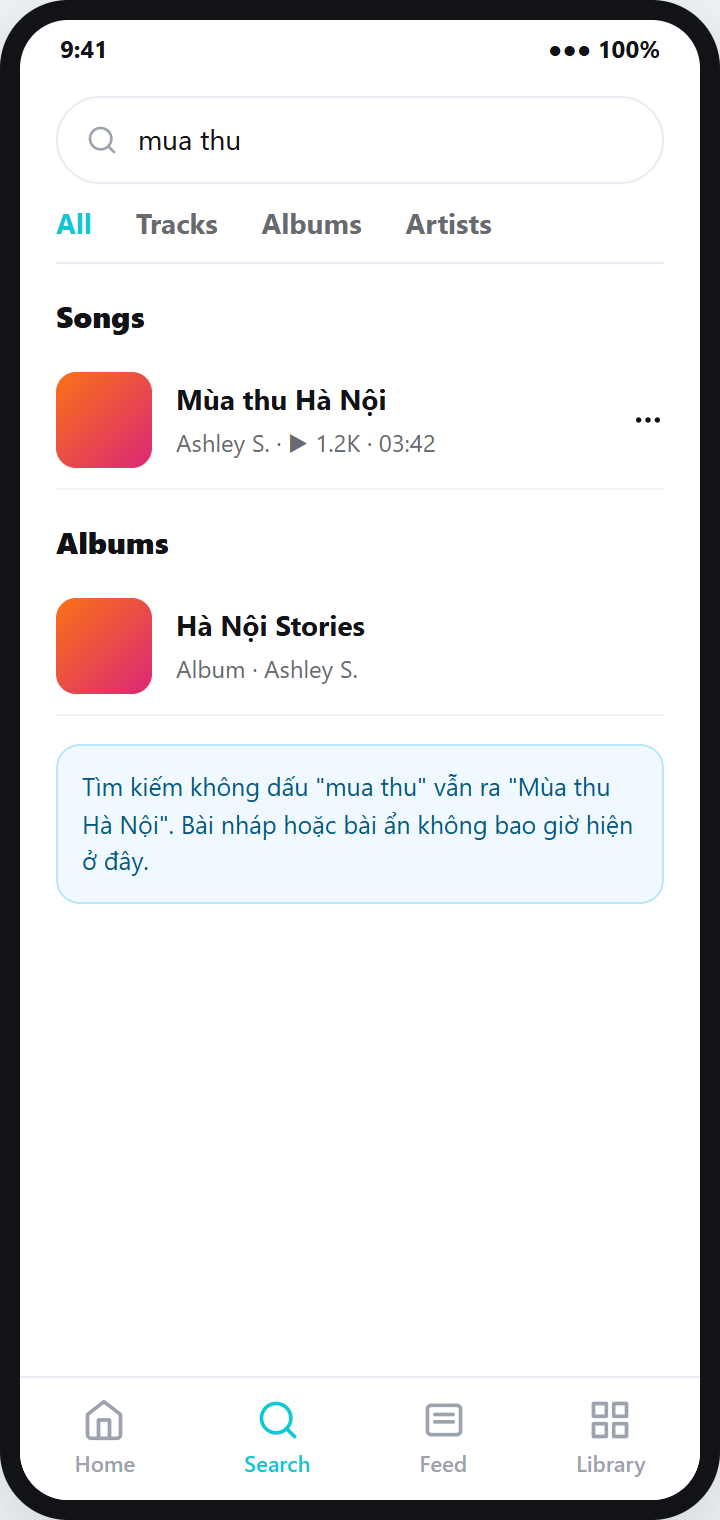 9:41 ●●● 100%
mua thu
All Tracks Albums Artists
Songs
Mùa thu Hà Nội
Ashley S. · ▶ 1.2K · 03:42
Albums
Hà Nội Stories
Album · Ashley S.
Tìm kiếm không dấu "mua thu" vẫn ra "Mùa thu
Hà Nội". Bài nháp hoặc bài ẩn không bao giờ hiện
ở đây.
Home Search Feed Library